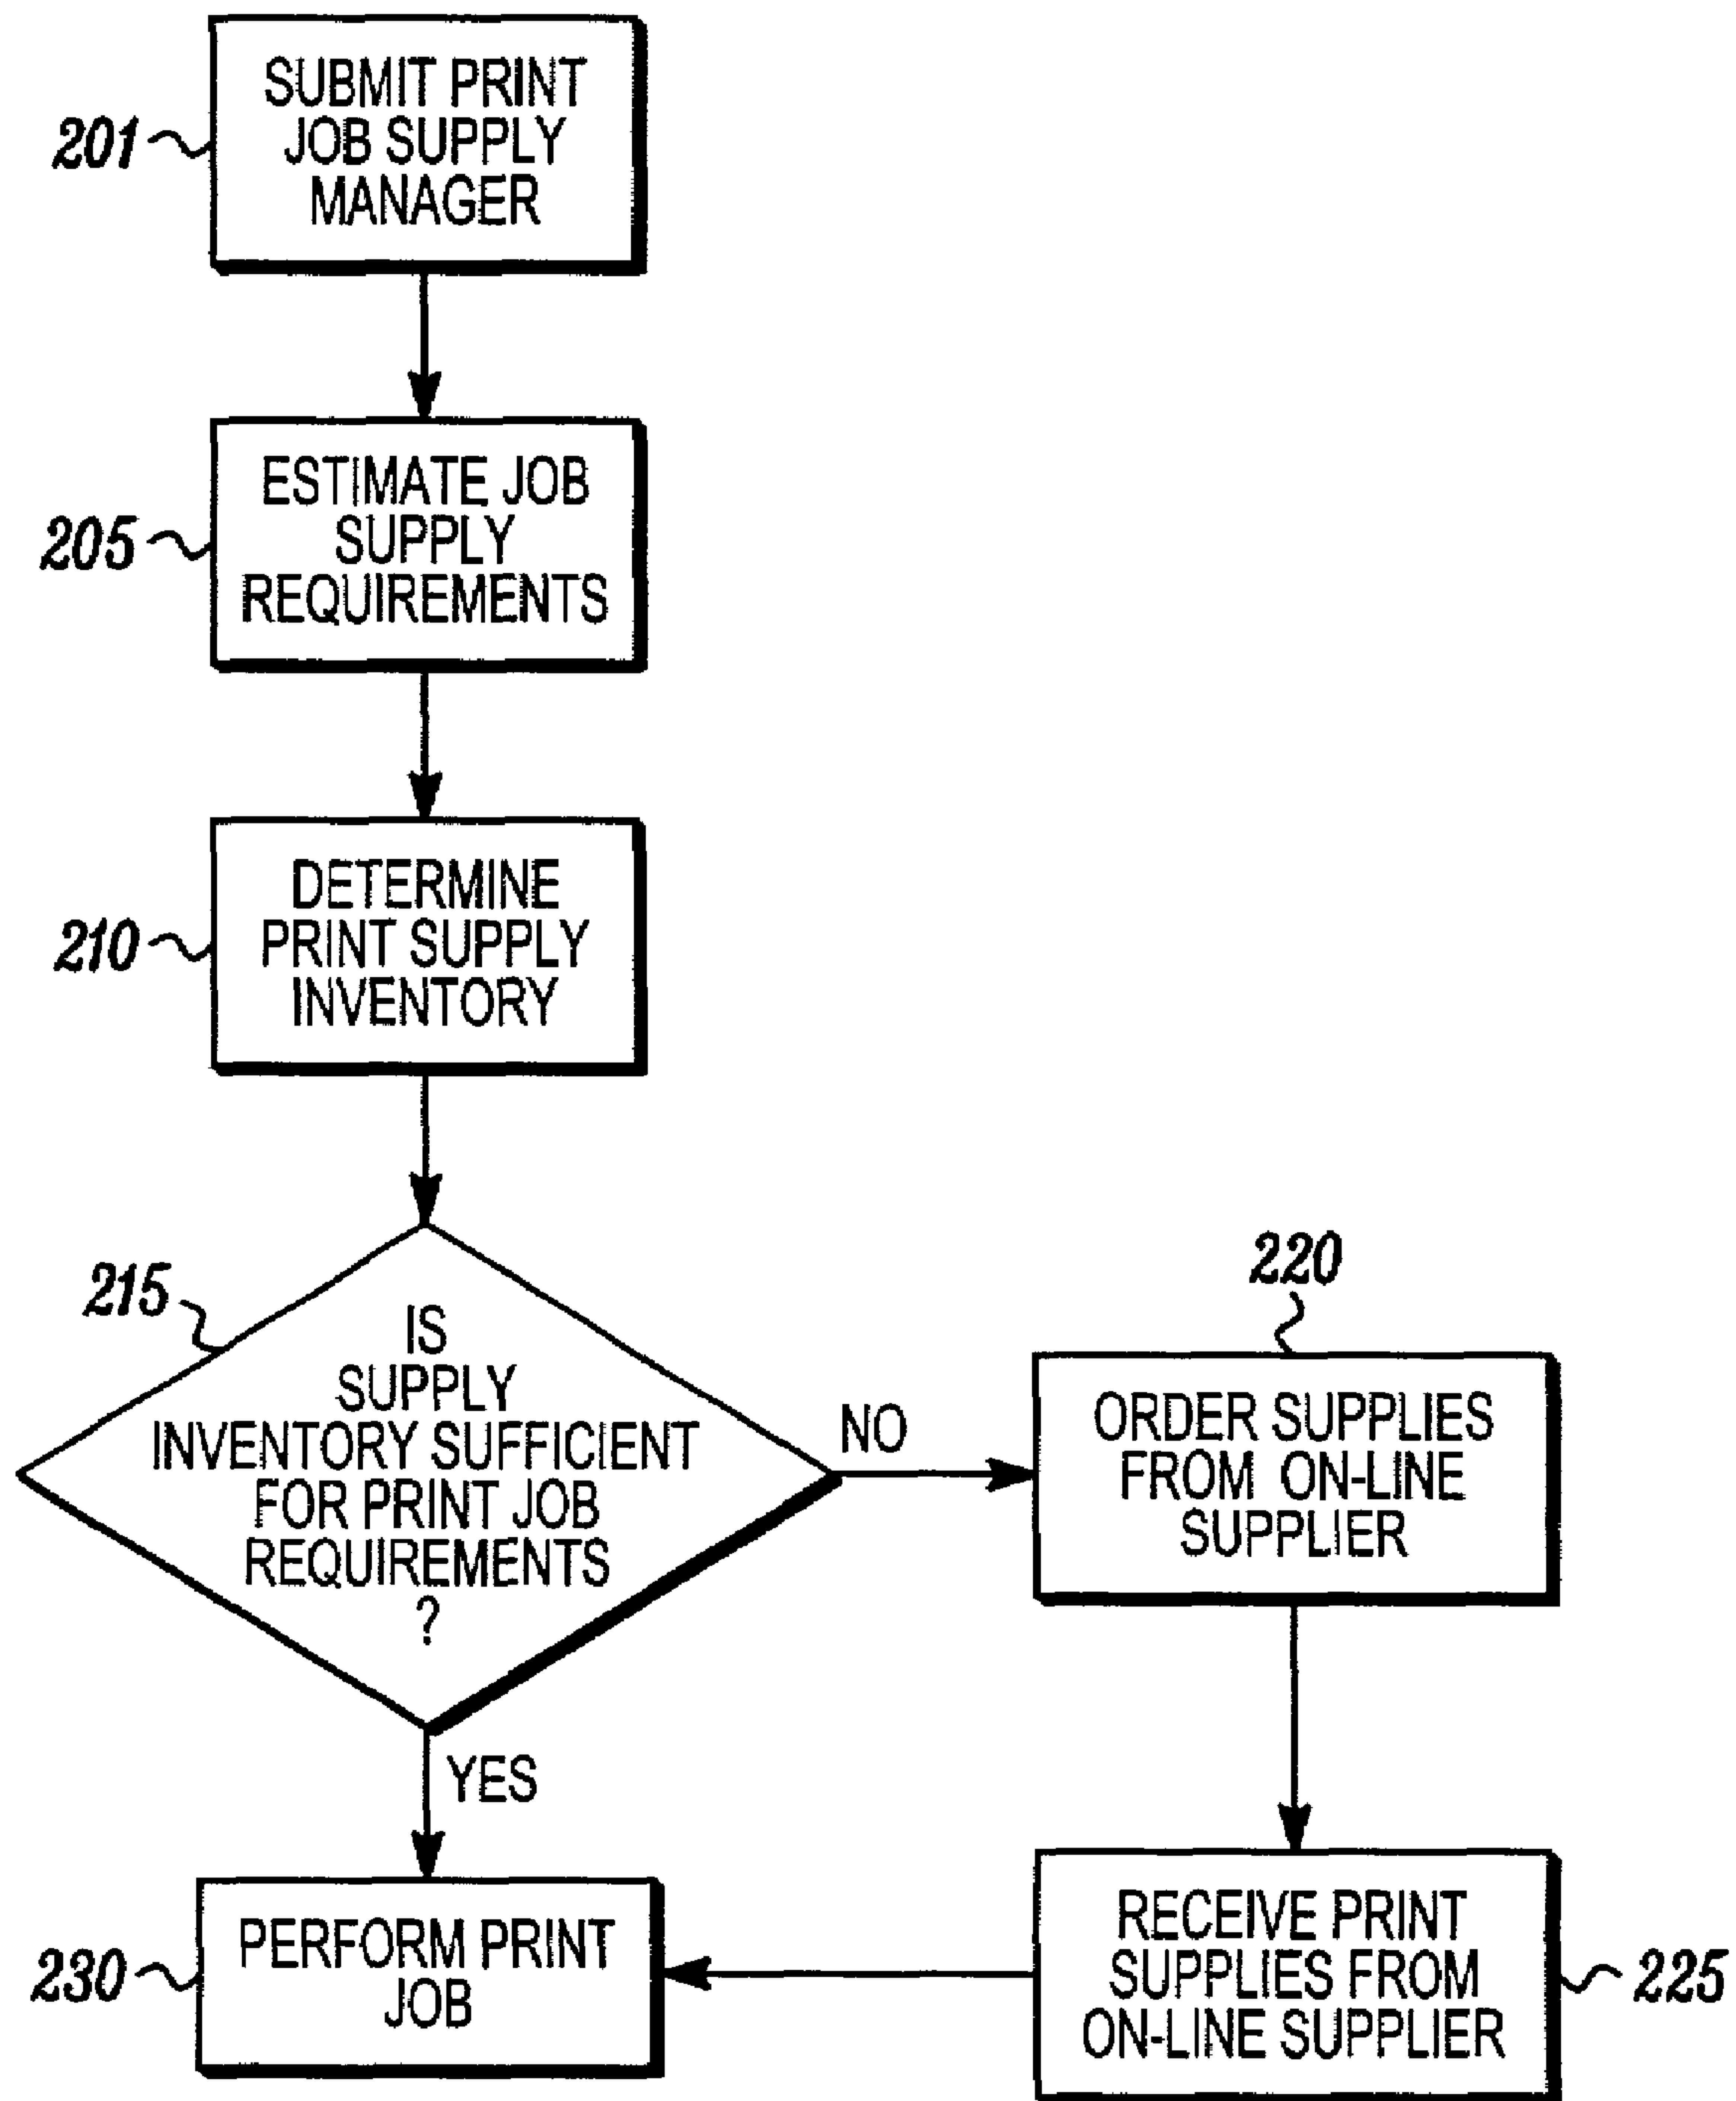 SUBMIT PRINT
JOB SUPPLY
MANAGER
201
ESTIMATE JOB
SUPPLY
REQUIREMENTS
205
DETERMINE
PRINT SUPPLY
INVENTORY
210
215
IS
SUPPLY
INVENTORY SUFFICIENT
FOR PRINT JOB
REQUIREMENTS
?
NO
220
ORDER SUPPLIES
FROM ON-LINE
SUPPLIER
YES
230
PERFORM PRINT
JOB
RECEIVE PRINT
SUPPLIES FROM
ON-LINE SUPPLIER
225